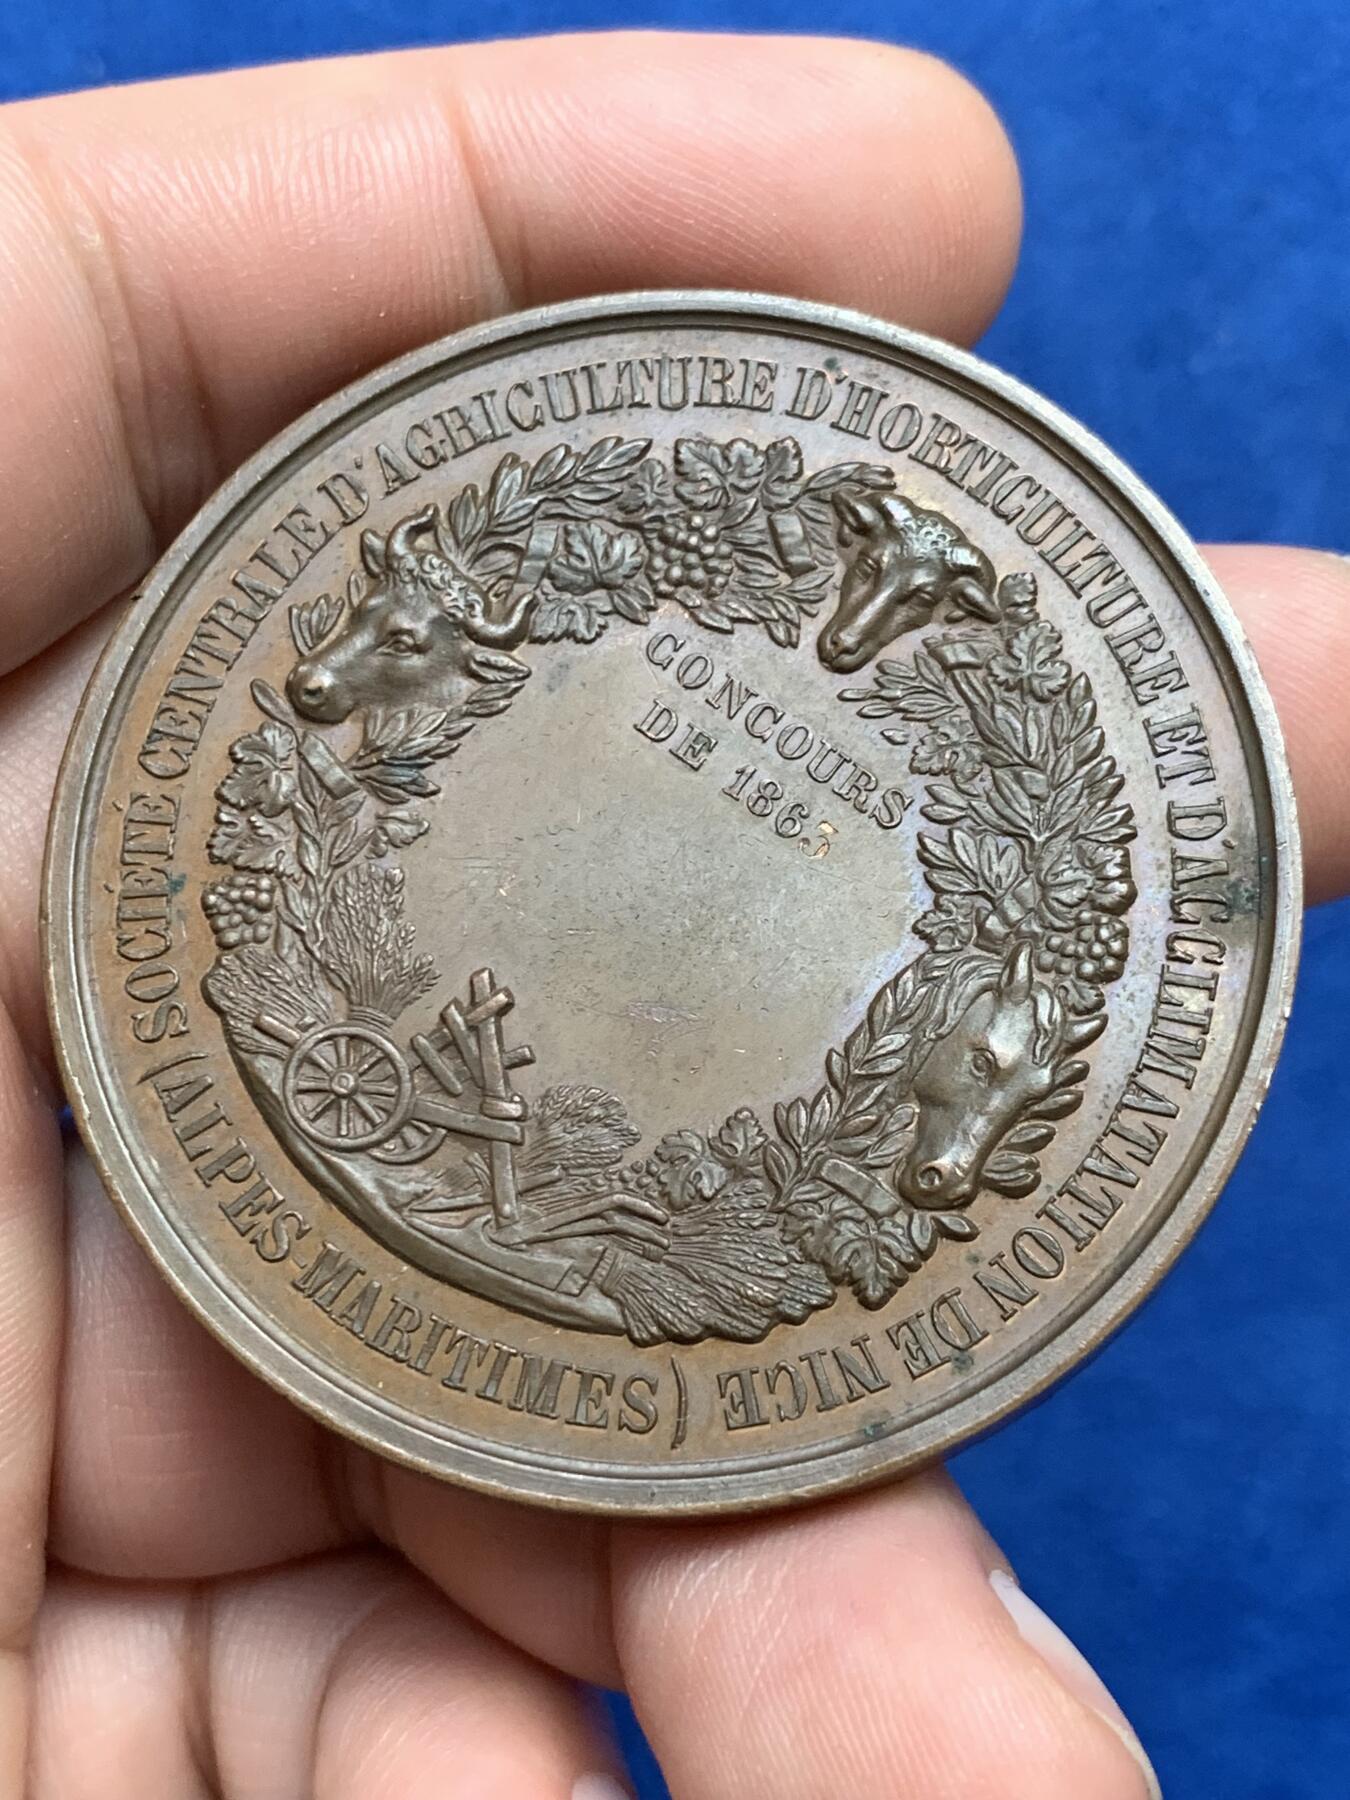 SOCIÉTÉ CENTRALE D'AGRICULTURE D'HORTICULTURE ET D'ACCLIMATATION DE NICE
(ALPES-MARITIMES)
CONCOURS
DE 1863